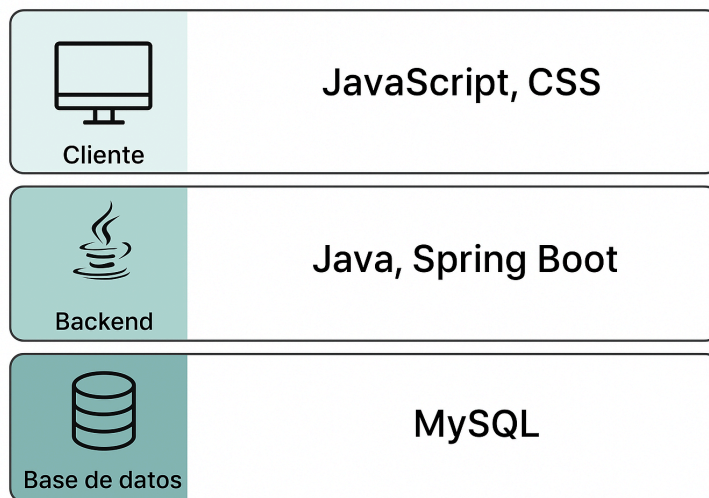 Cliente
JavaScript, CSS
Backend
Java, Spring Boot
Base de datos
MySQL